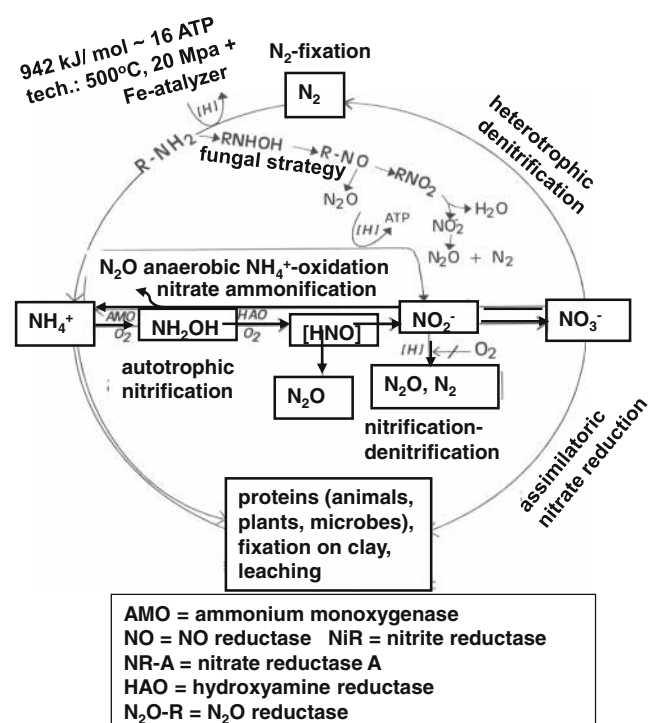 942 kJ/ mol ~ 16 ATP
tech.: 500°C, 20 Mpa +
Fe-atalyzer
N₂-fixation
N₂
[H]
heterotrophic
denitrification
R-NH₂
RNHOH
R-NO
RNO₂
fungal strategy
N₂O
H₂O
[H]
ATP
NO₂⁻
N₂O + N₂
N₂O anaerobic NH₄⁺-oxidation
nitrate ammonification
NH₄⁺
AMO
O₂
NH₂OH
HAO
O₂
[HNO]
NO₂⁻
NO₃⁻
[H]
O₂
autotrophic
nitrification
N₂O
N₂O, N₂
nitrification-
denitrification
assimilatoric
nitrate reduction
proteins (animals,
plants, microbes),
fixation on clay,
leaching
AMO = ammonium monoxygenase
NO = NO reductase NiR = nitrite reductase
NR-A = nitrate reductase A
HAO = hydroxyamine reductase
N₂O-R = N₂O reductase